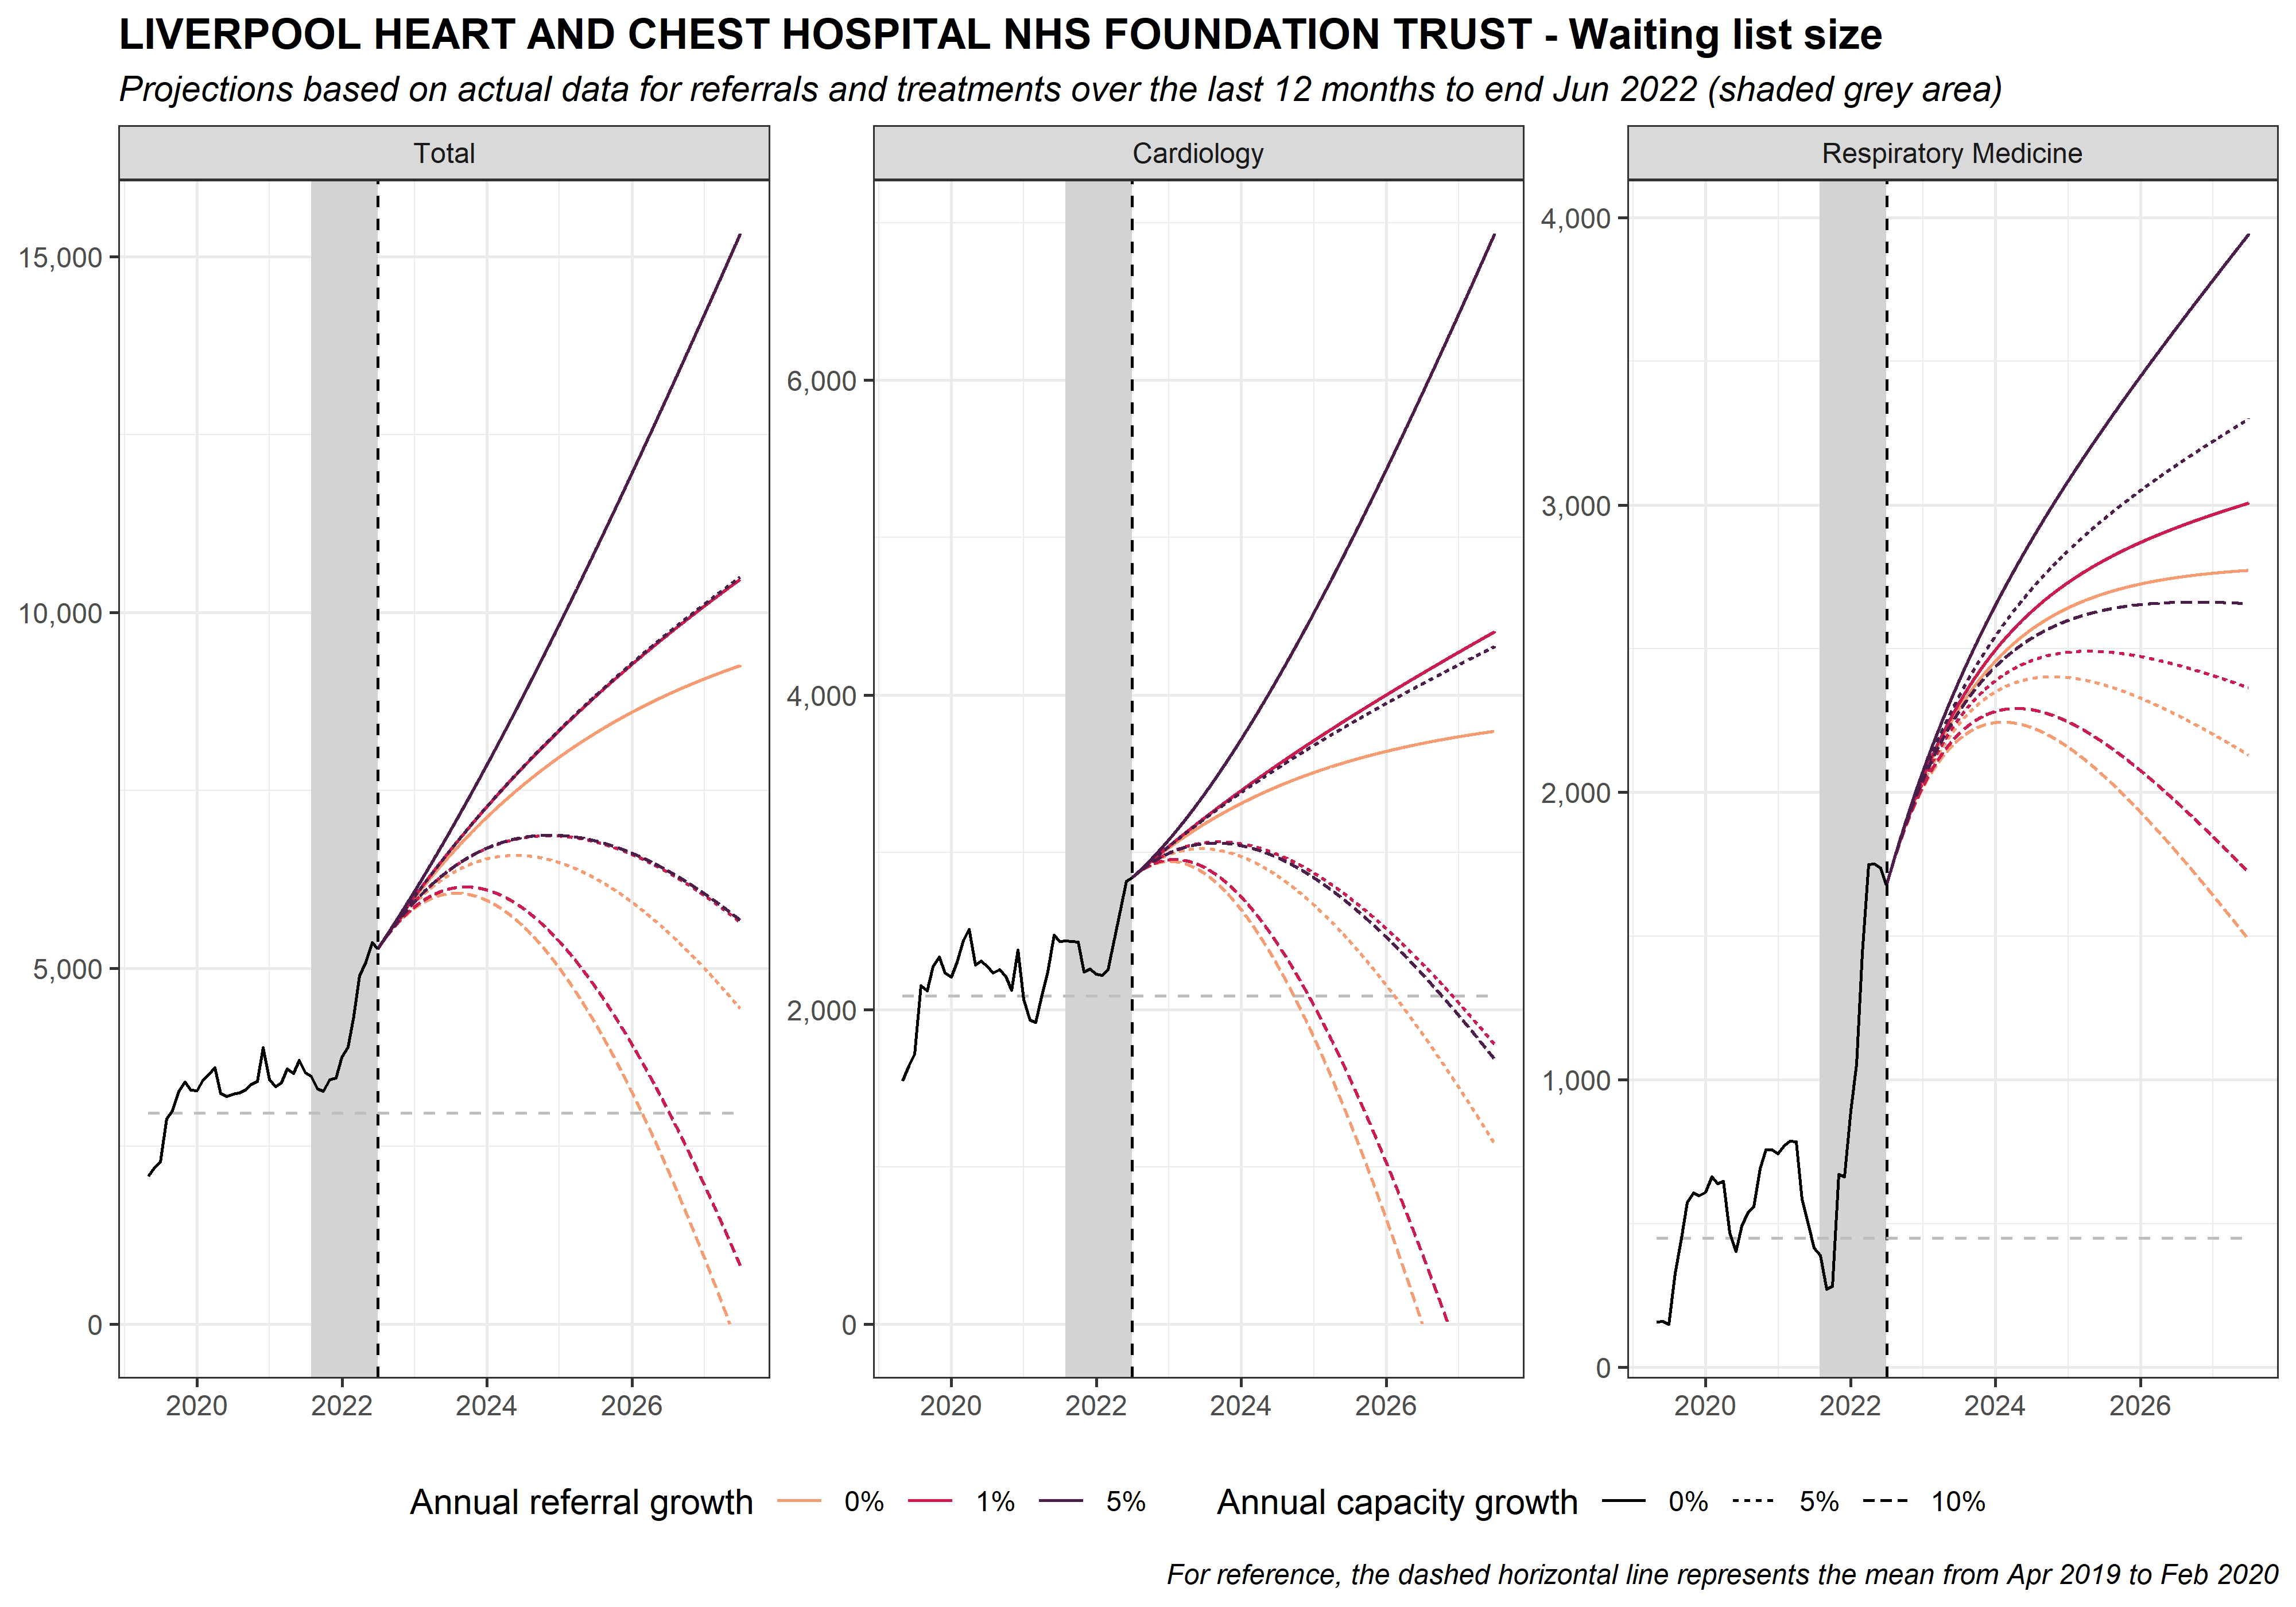 LIVERPOOL HEART AND CHEST HOSPITAL NHS FOUNDATION TRUST - Waiting list size
Projections based on actual data for referrals and treatments over the last 12 months to end Jun 2022 (shaded grey area)
Total
15,000
10,000
5,000
0
2020 2022 2024 2026
Cardiology
6,000
4,000
2,000
0
2020 2022 2024 2026
Respiratory Medicine
4,000
3,000
2,000
1,000
0
2020 2022 2024 2026
Annual referral growth 0% 1% 5%
Annual capacity growth 0% 5% 10%
For reference, the dashed horizontal line represents the mean from Apr 2019 to Feb 2020